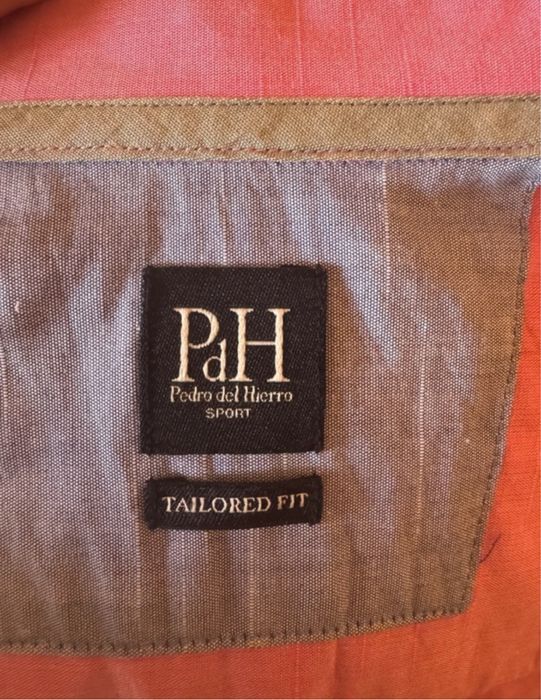 PdH
Pedro del Hierro
SPORT
TAILORED FIT